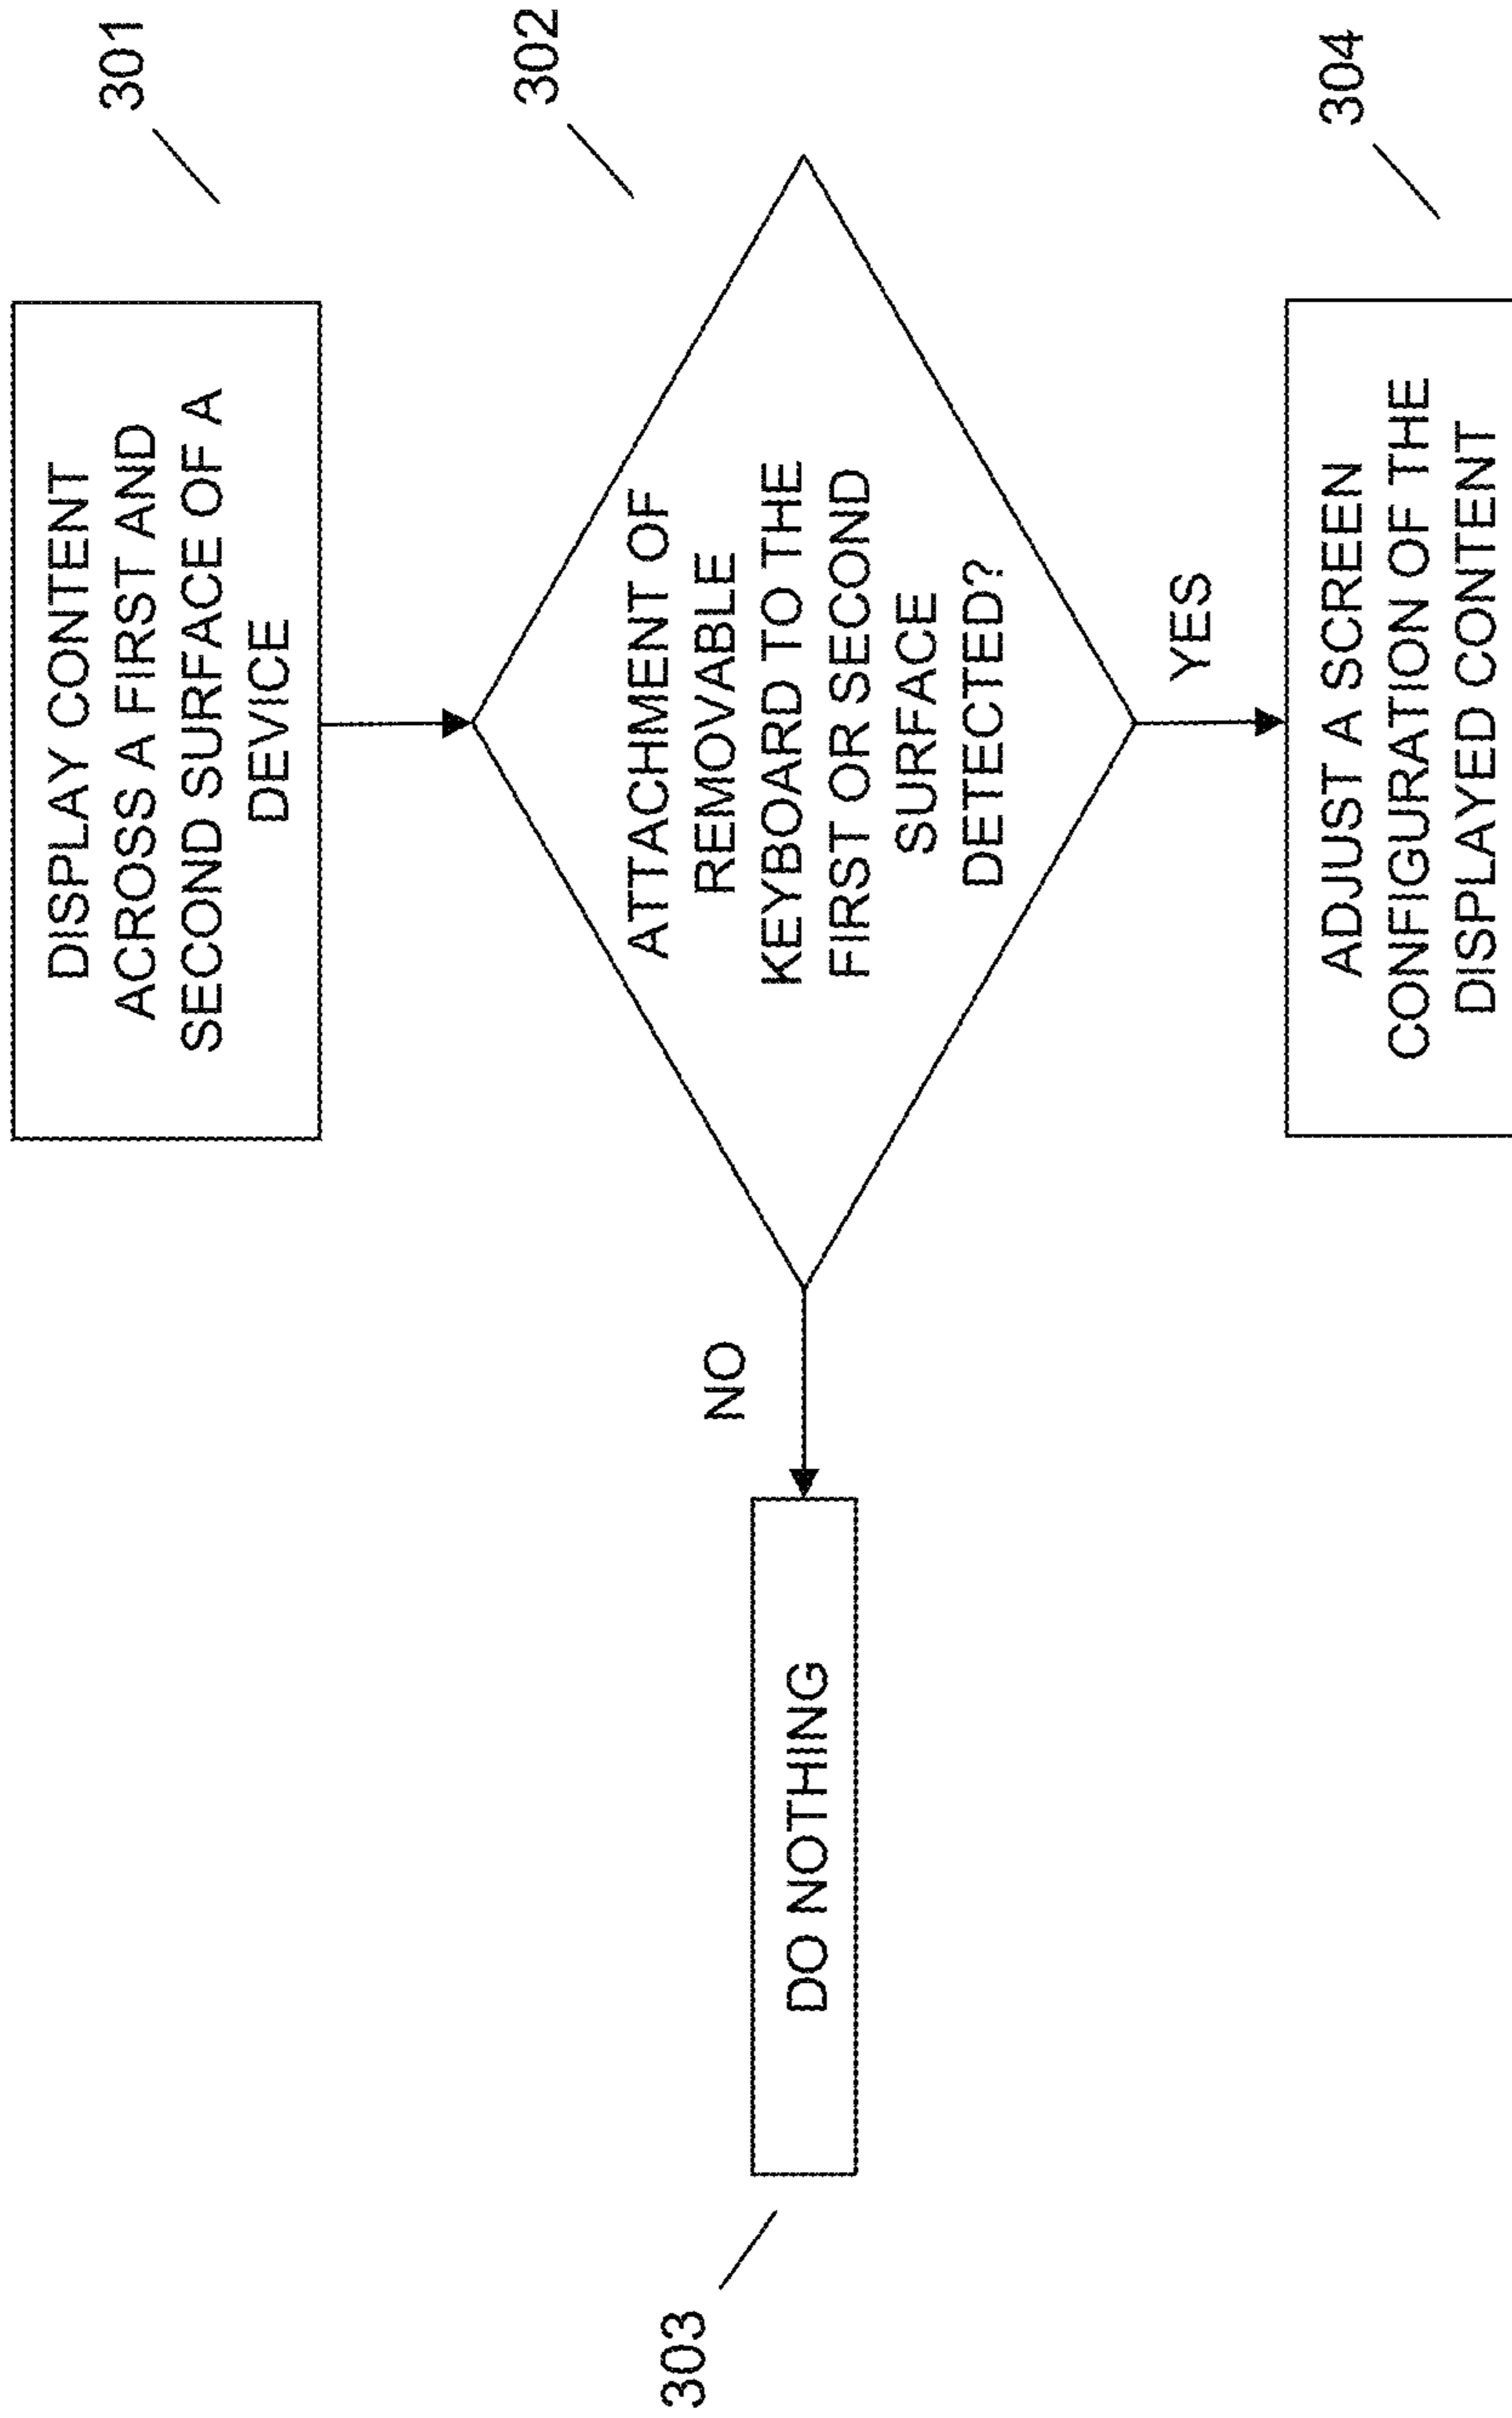 301
DISPLAY CONTENT
ACROSS A FIRST AND
SECOND SURFACE OF A
DEVICE
302
ATTACHMENT OF
REMOVABLE
KEYBOARD TO THE
FIRST OR SECOND
SURFACE
DETECTED?
NO
303
DO NOTHING
YES
304
ADJUST A SCREEN
CONFIGURATION OF THE
DISPLAYED CONTENT